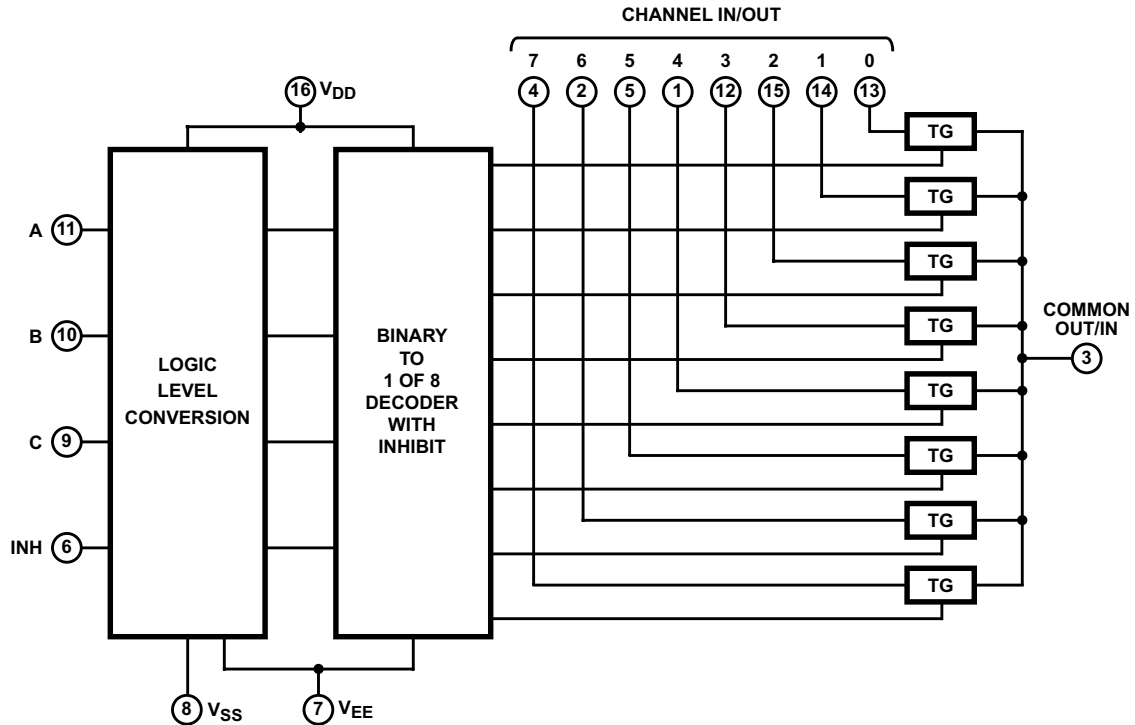 CHANNEL IN/OUT
7 6 5 4 3 2 1 0
4 2 5 1 12 15 14 13
16 VDD
TG
TG
TG
TG
TG
TG
TG
TG
A 11
B 10
C 9
INH 6
LOGIC
LEVEL
CONVERSION
BINARY
TO
1 OF 8
DECODER
WITH
INHIBIT
COMMON
OUT/IN
3
8 VSS
7 VEE